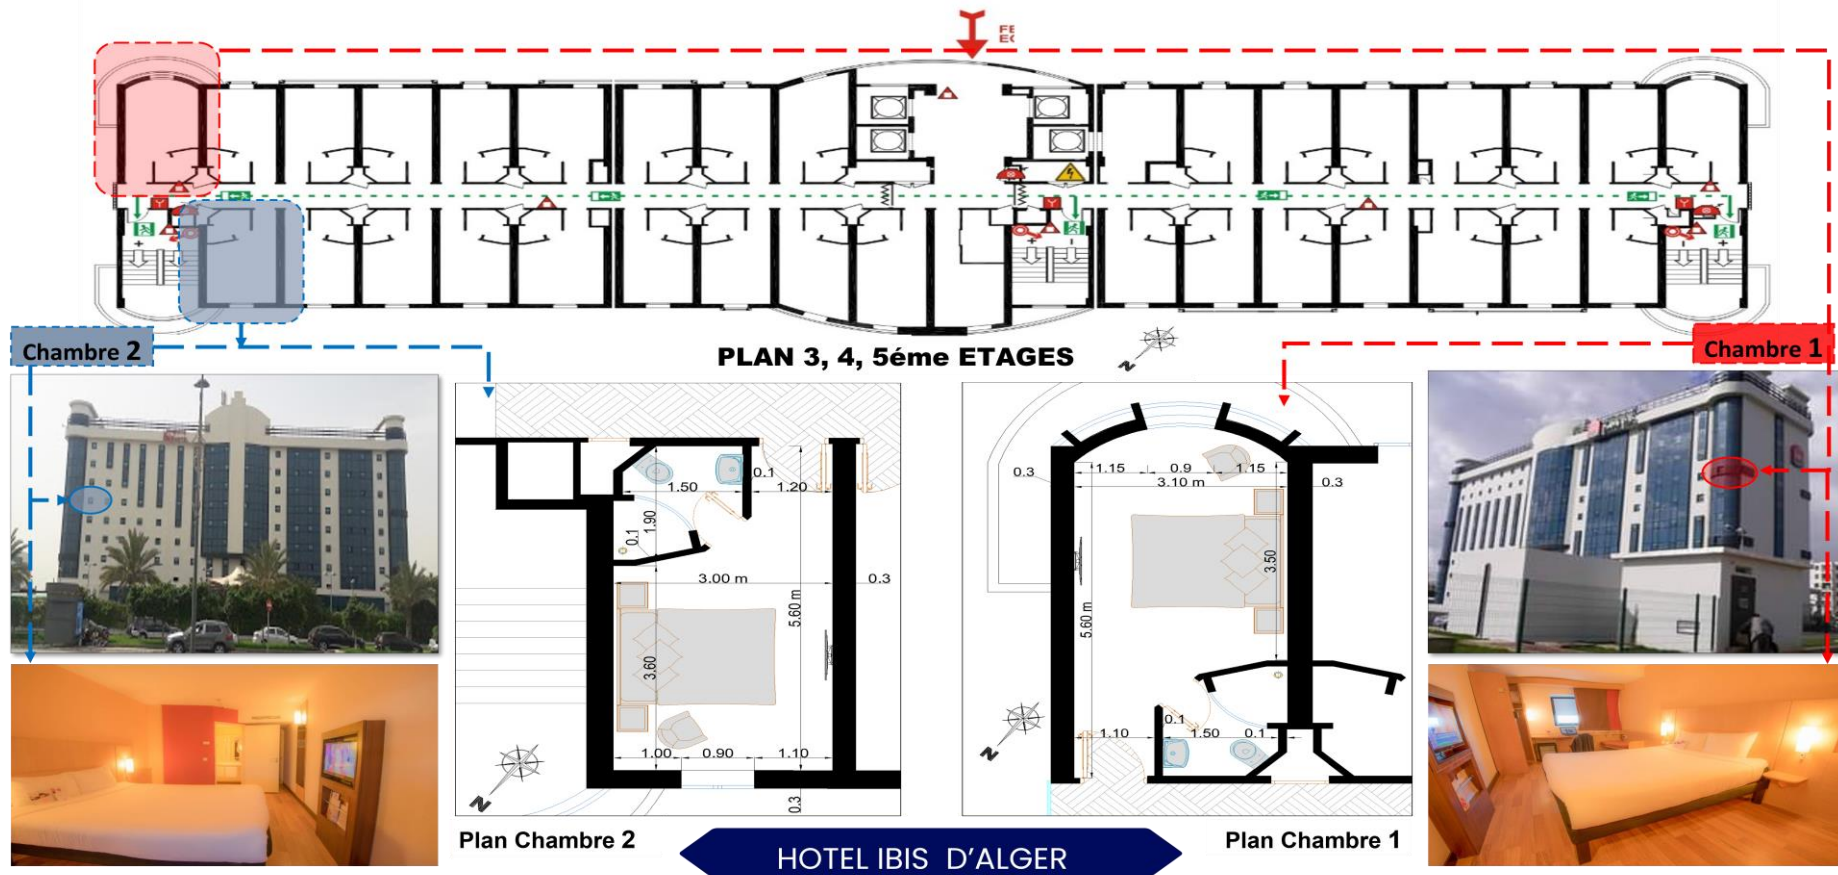 FE
EC
+
+
-
-
+
Chambre 2
PLAN 3, 4, 5éme ETAGES
Chambre 1
N
0.1
1.50
1.20
1.90
0.1
3.00 m
0.3
5.60 m
3.60
1.00
0.90
1.10
0.3
N
0.3
1.15
0.9
1.15
3.10 m
0.3
3.50
5.60 m
0.1
1.10
1.50
0.1
N
Plan Chambre 2
Plan Chambre 1
HOTEL IBIS D'ALGER